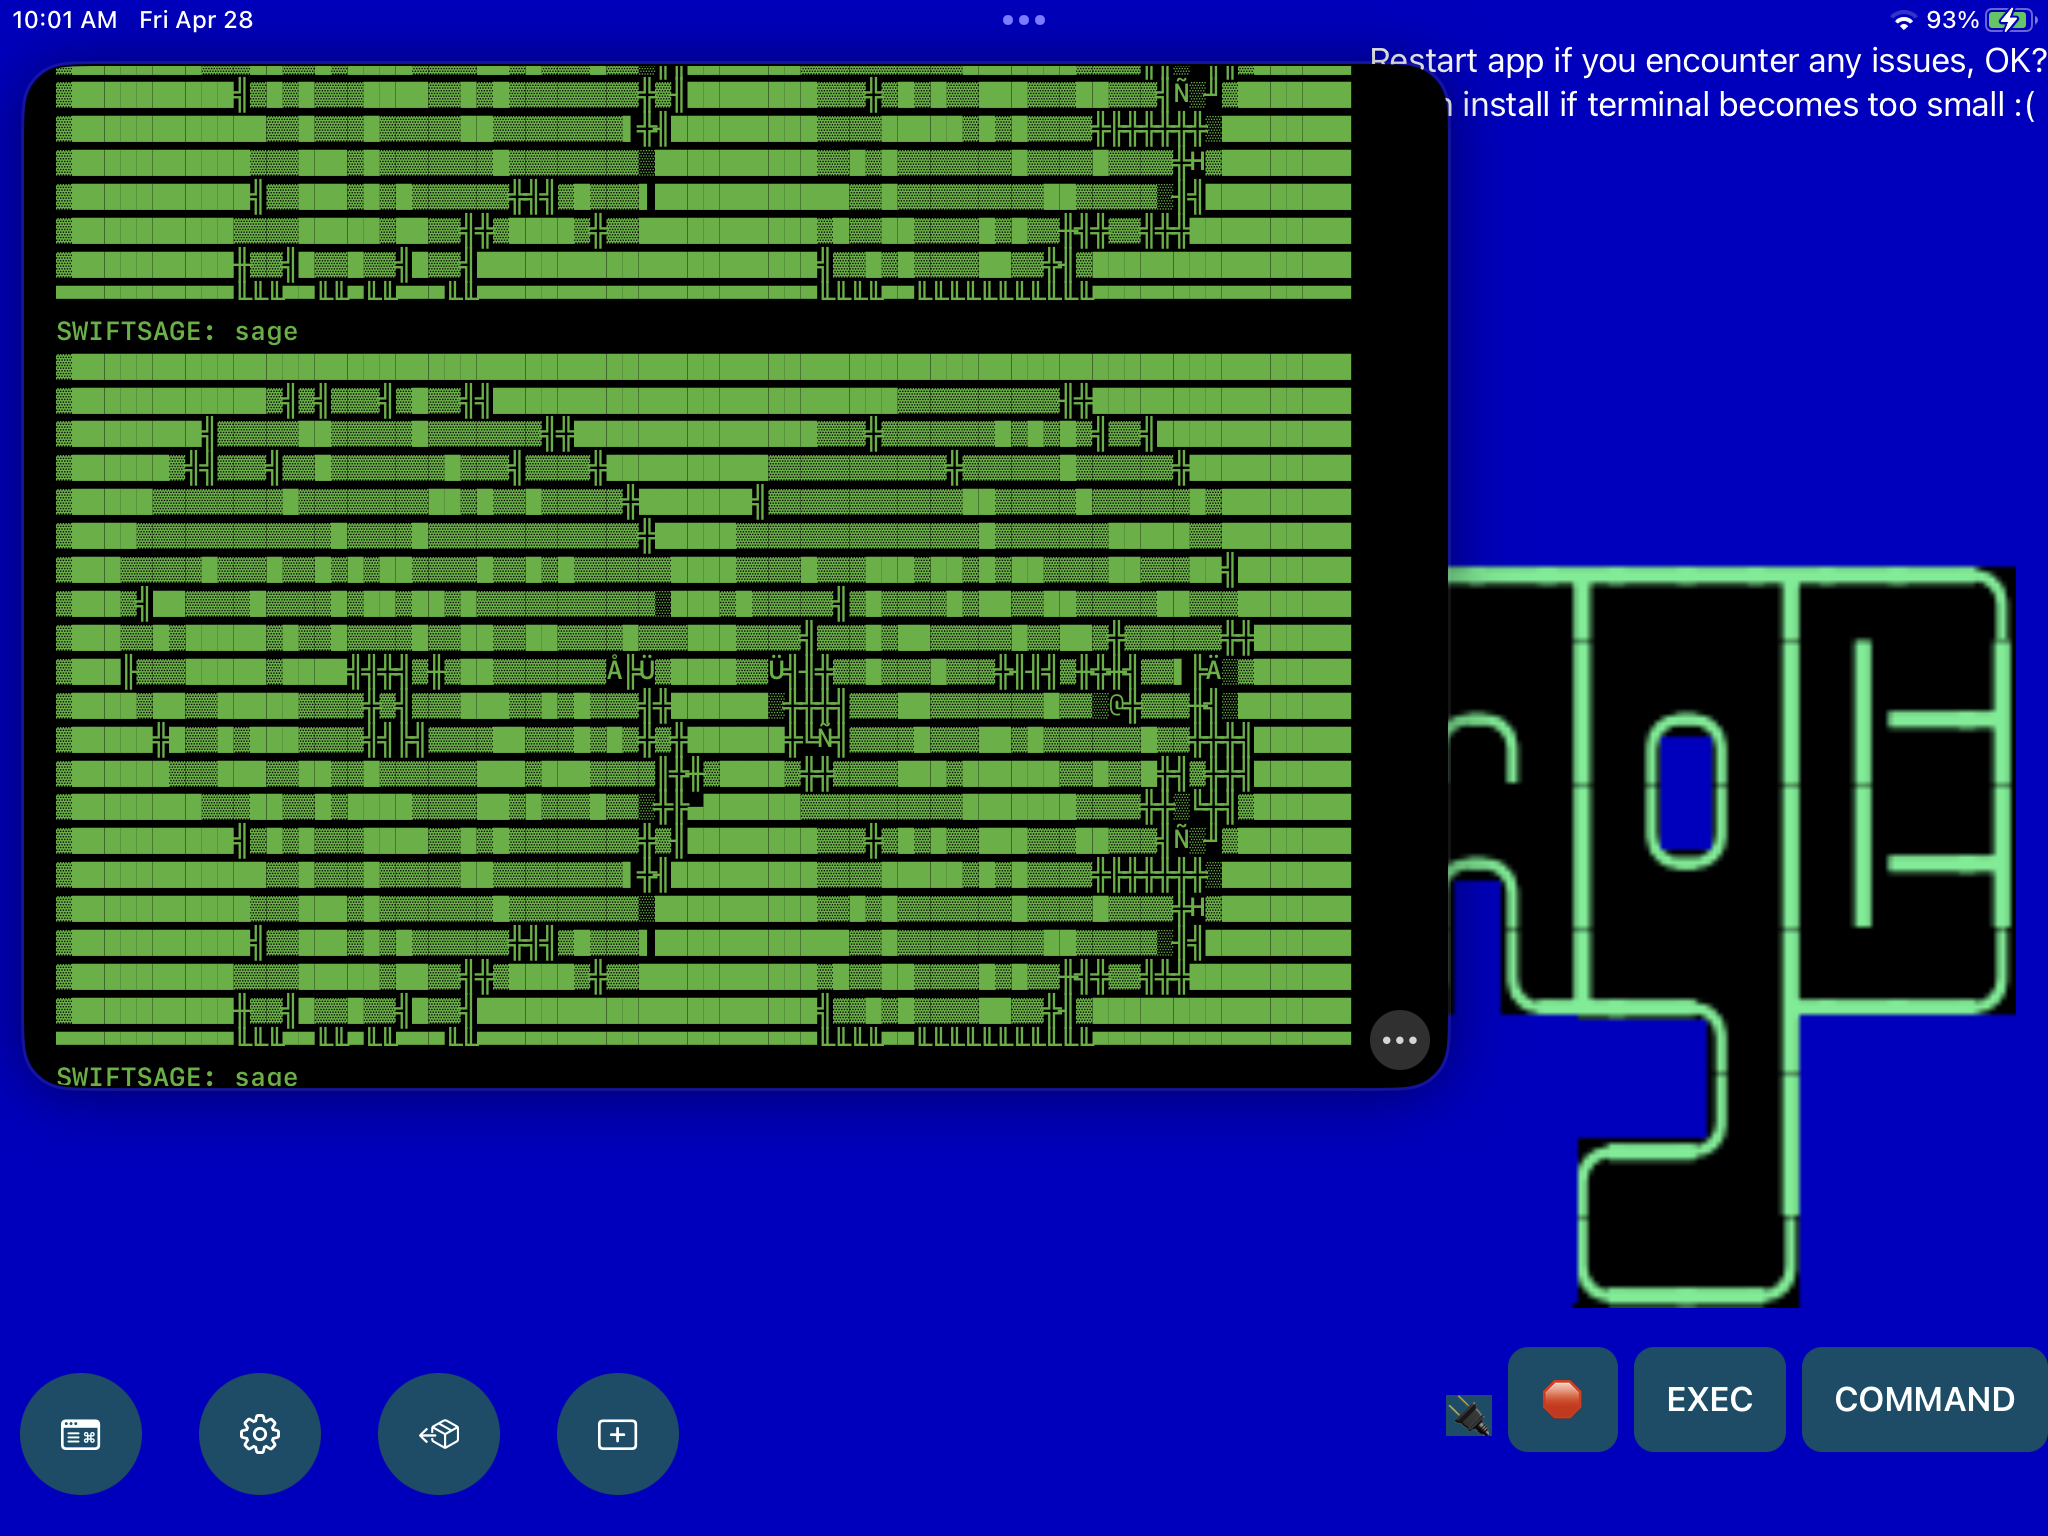 10:01 AM Fri Apr 28
93%
Restart app if you encounter any issues, OK?
install if terminal becomes too small :(
SWIFTSAGE: sage
SWIFTSAGE: sage
EXEC
COMMAND